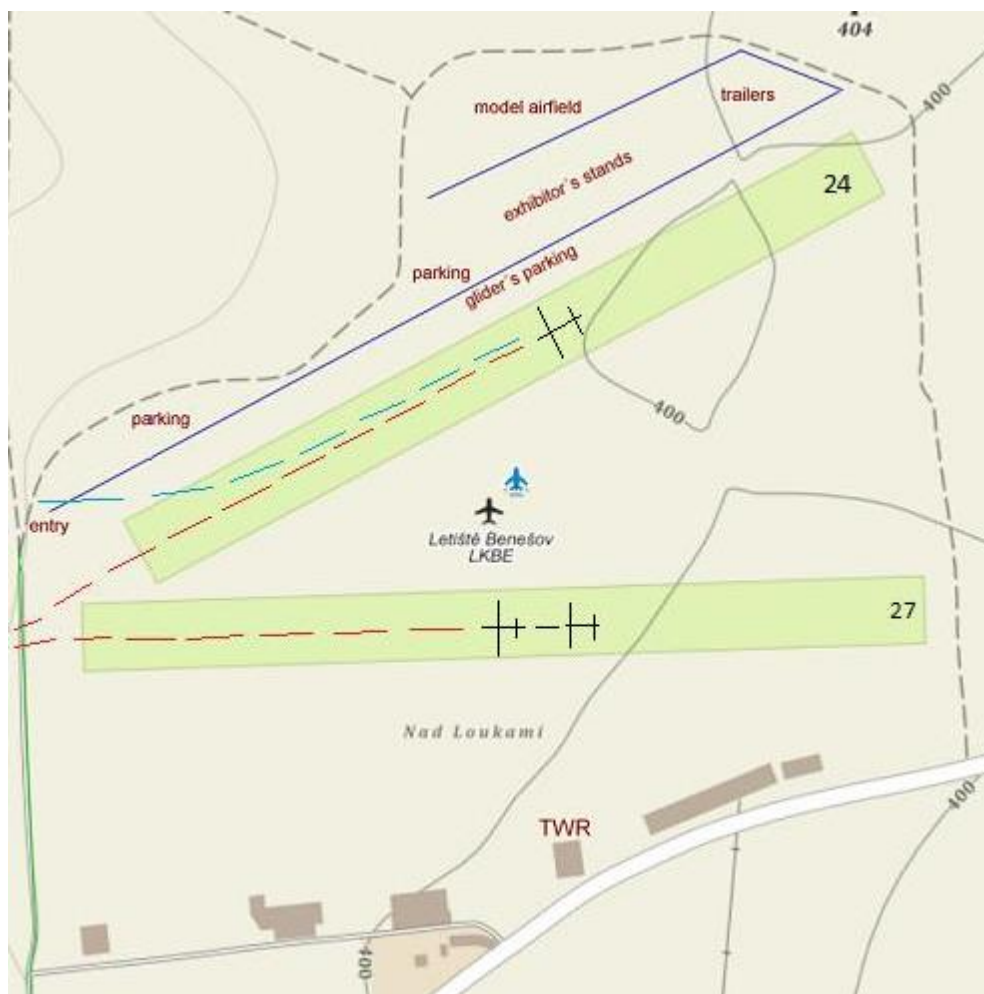 404
400
model airfield
trailers
24
exhibitor´s stands
parking
glider´s parking
400
parking
entry
Letiště Benešov
LKBE
27
Nad Loukami
TWR
400
400